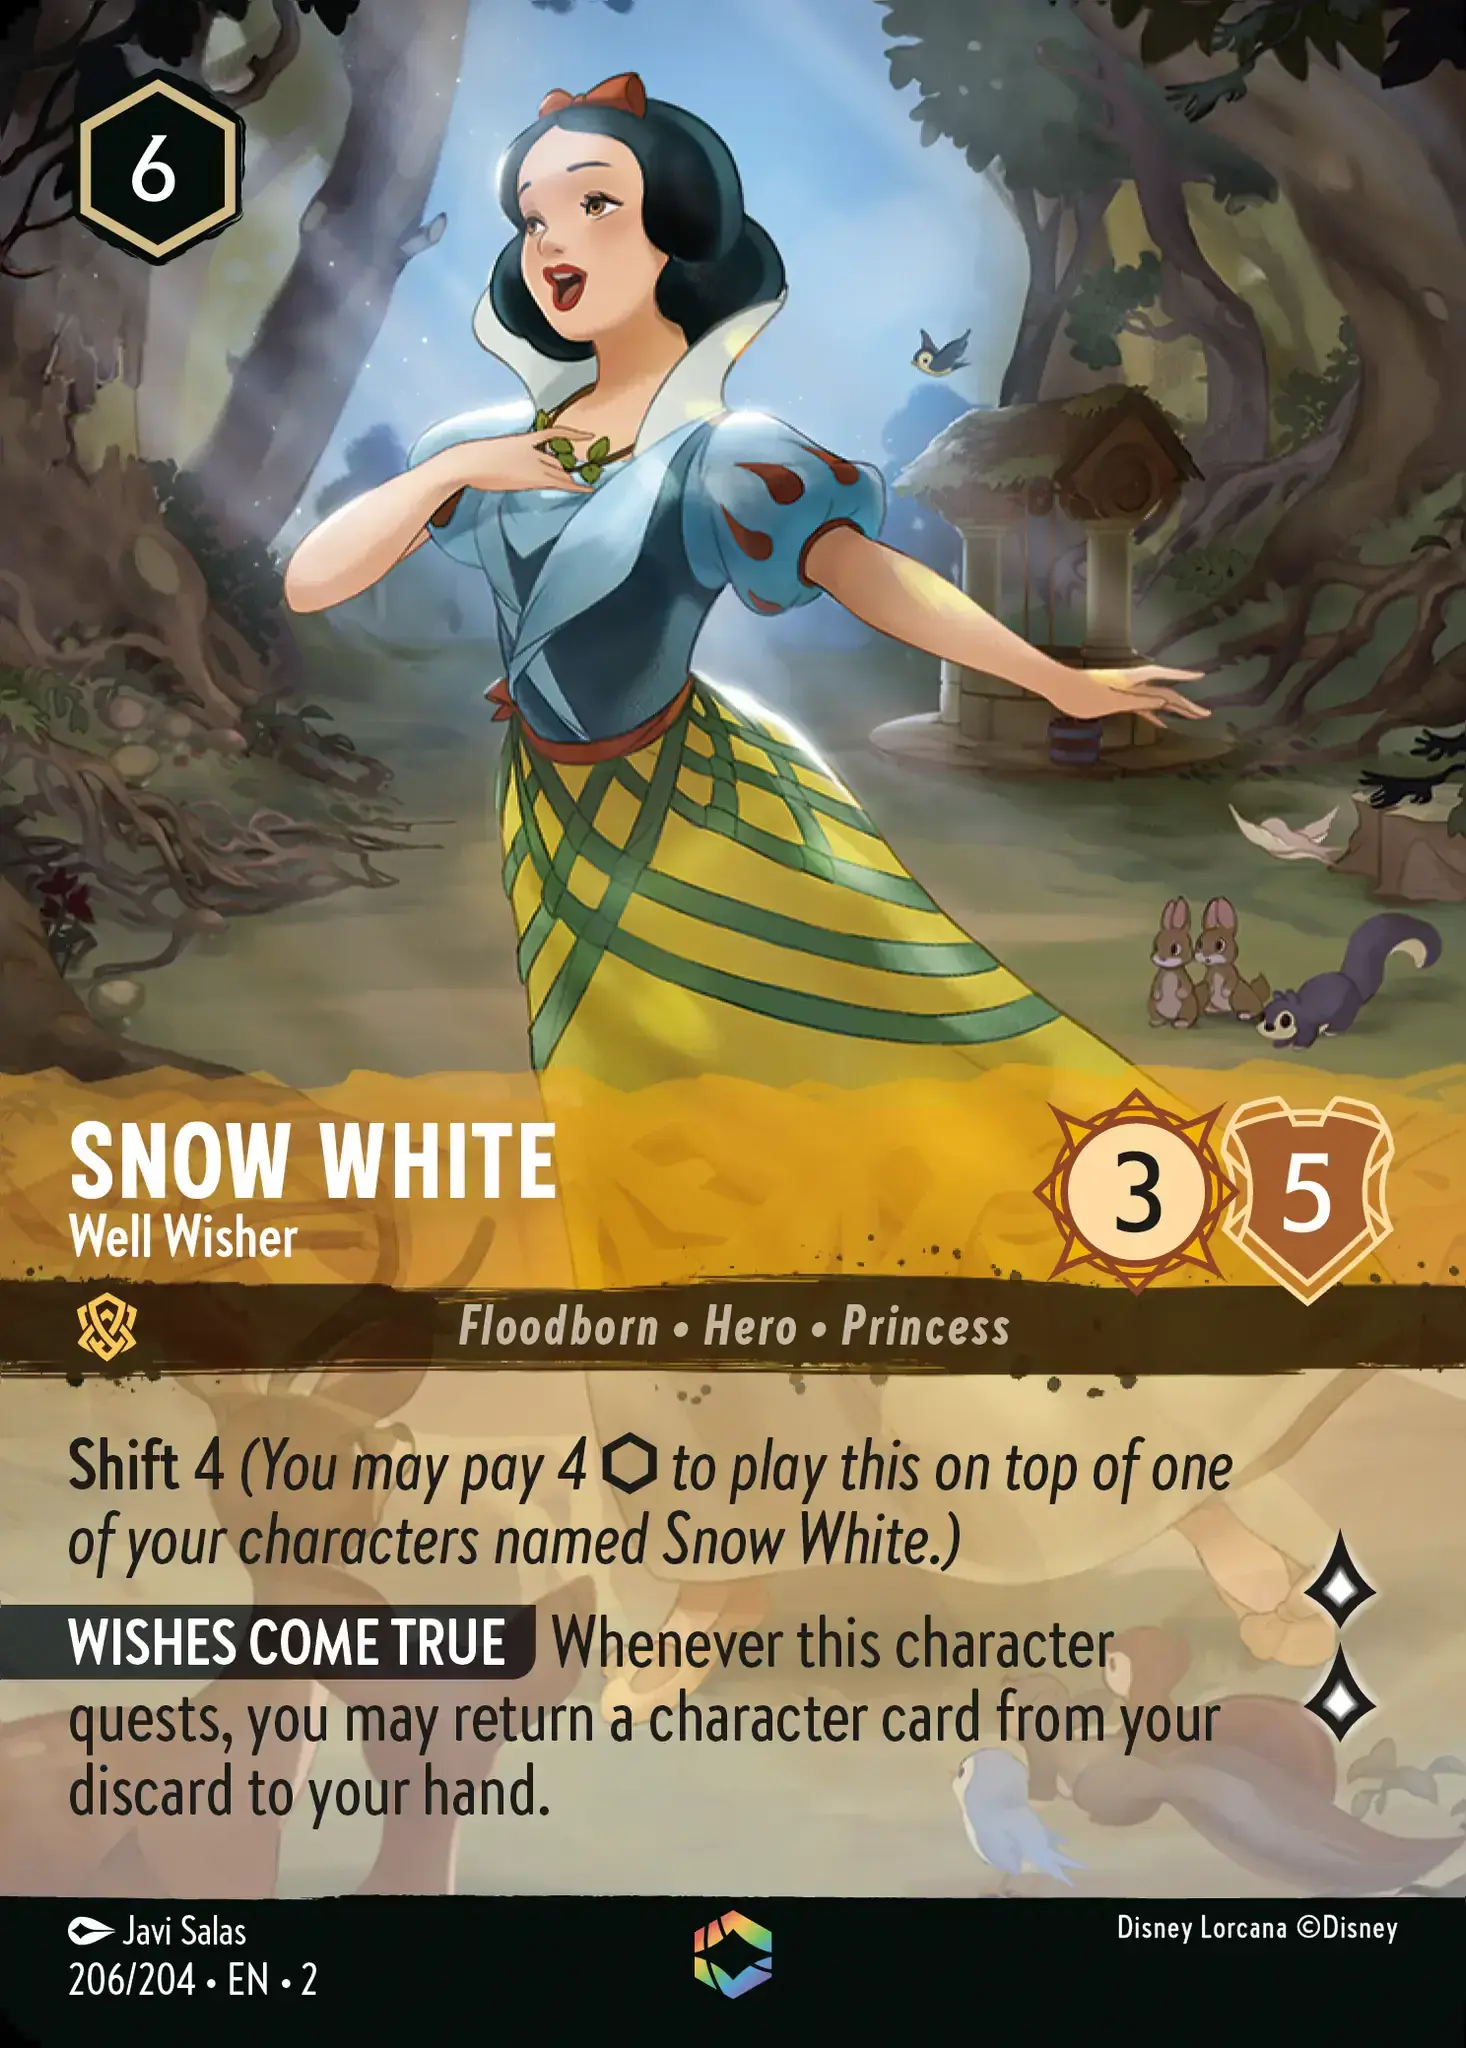 6
SNOW WHITE
Well Wisher
3
5
Floodborn • Hero • Princess
Shift 4 (You may pay 4 ⬡ to play this on top of one
of your characters named Snow White.)
WISHES COME TRUE Whenever this character
quests, you may return a character card from your
discard to your hand.
Javi Salas
Disney Lorcana ©Disney
206/204 • EN • 2